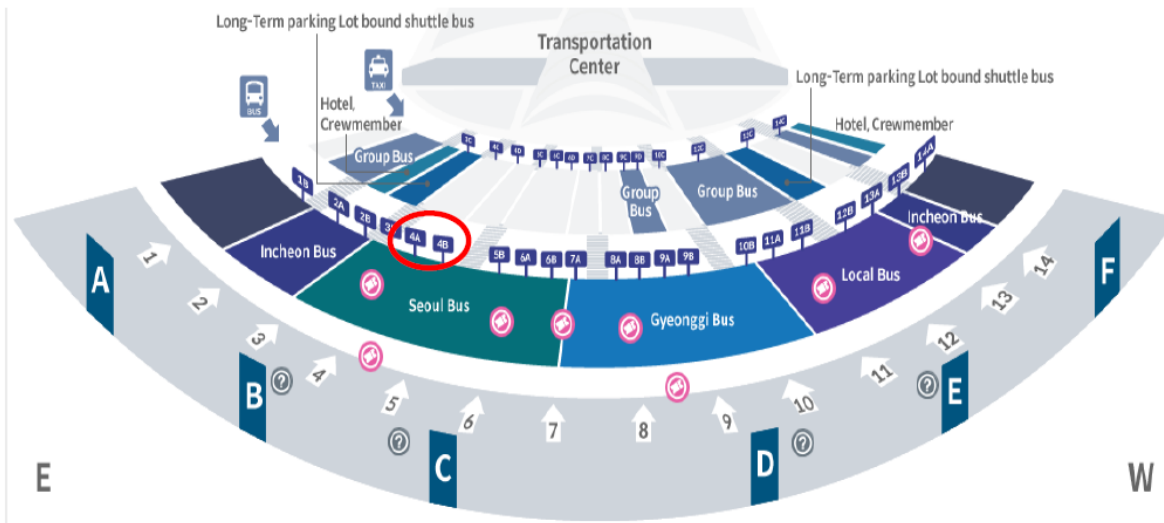 Long-Term parking Lot bound shuttle bus
Transportation
Center
Long-Term parking Lot bound shuttle bus
TAXI
BUS
Hotel,
Crewmember
Hotel, Crewmember
Group Bus
Group
Bus
Group Bus
3C
4C
12C
13C
14C
1B
2A
2B
4A
4B
5B
6A
6B
7A
8A
8B
9A
9B
10B
11A
11B
12B
13A
13B
14A
Incheon Bus
Seoul Bus
Gyeonggi Bus
Local Bus
Incheon Bus
1
2
3
4
5
6
7
8
9
10
11
12
13
14
?
?
?
?
A
B
C
D
E
F
E
W